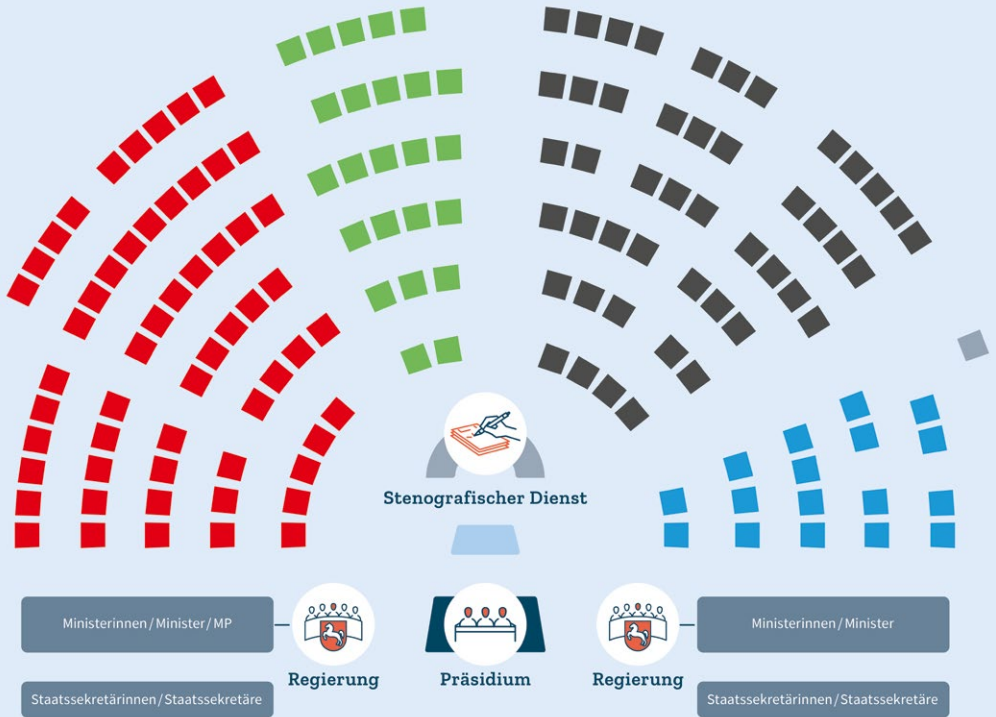 Stenografischer Dienst
Ministerinnen / Minister / MP
Ministerinnen / Minister
Regierung
Präsidium
Regierung
Staatssekretärinnen / Staatssekretäre
Staatssekretärinnen / Staatssekretäre